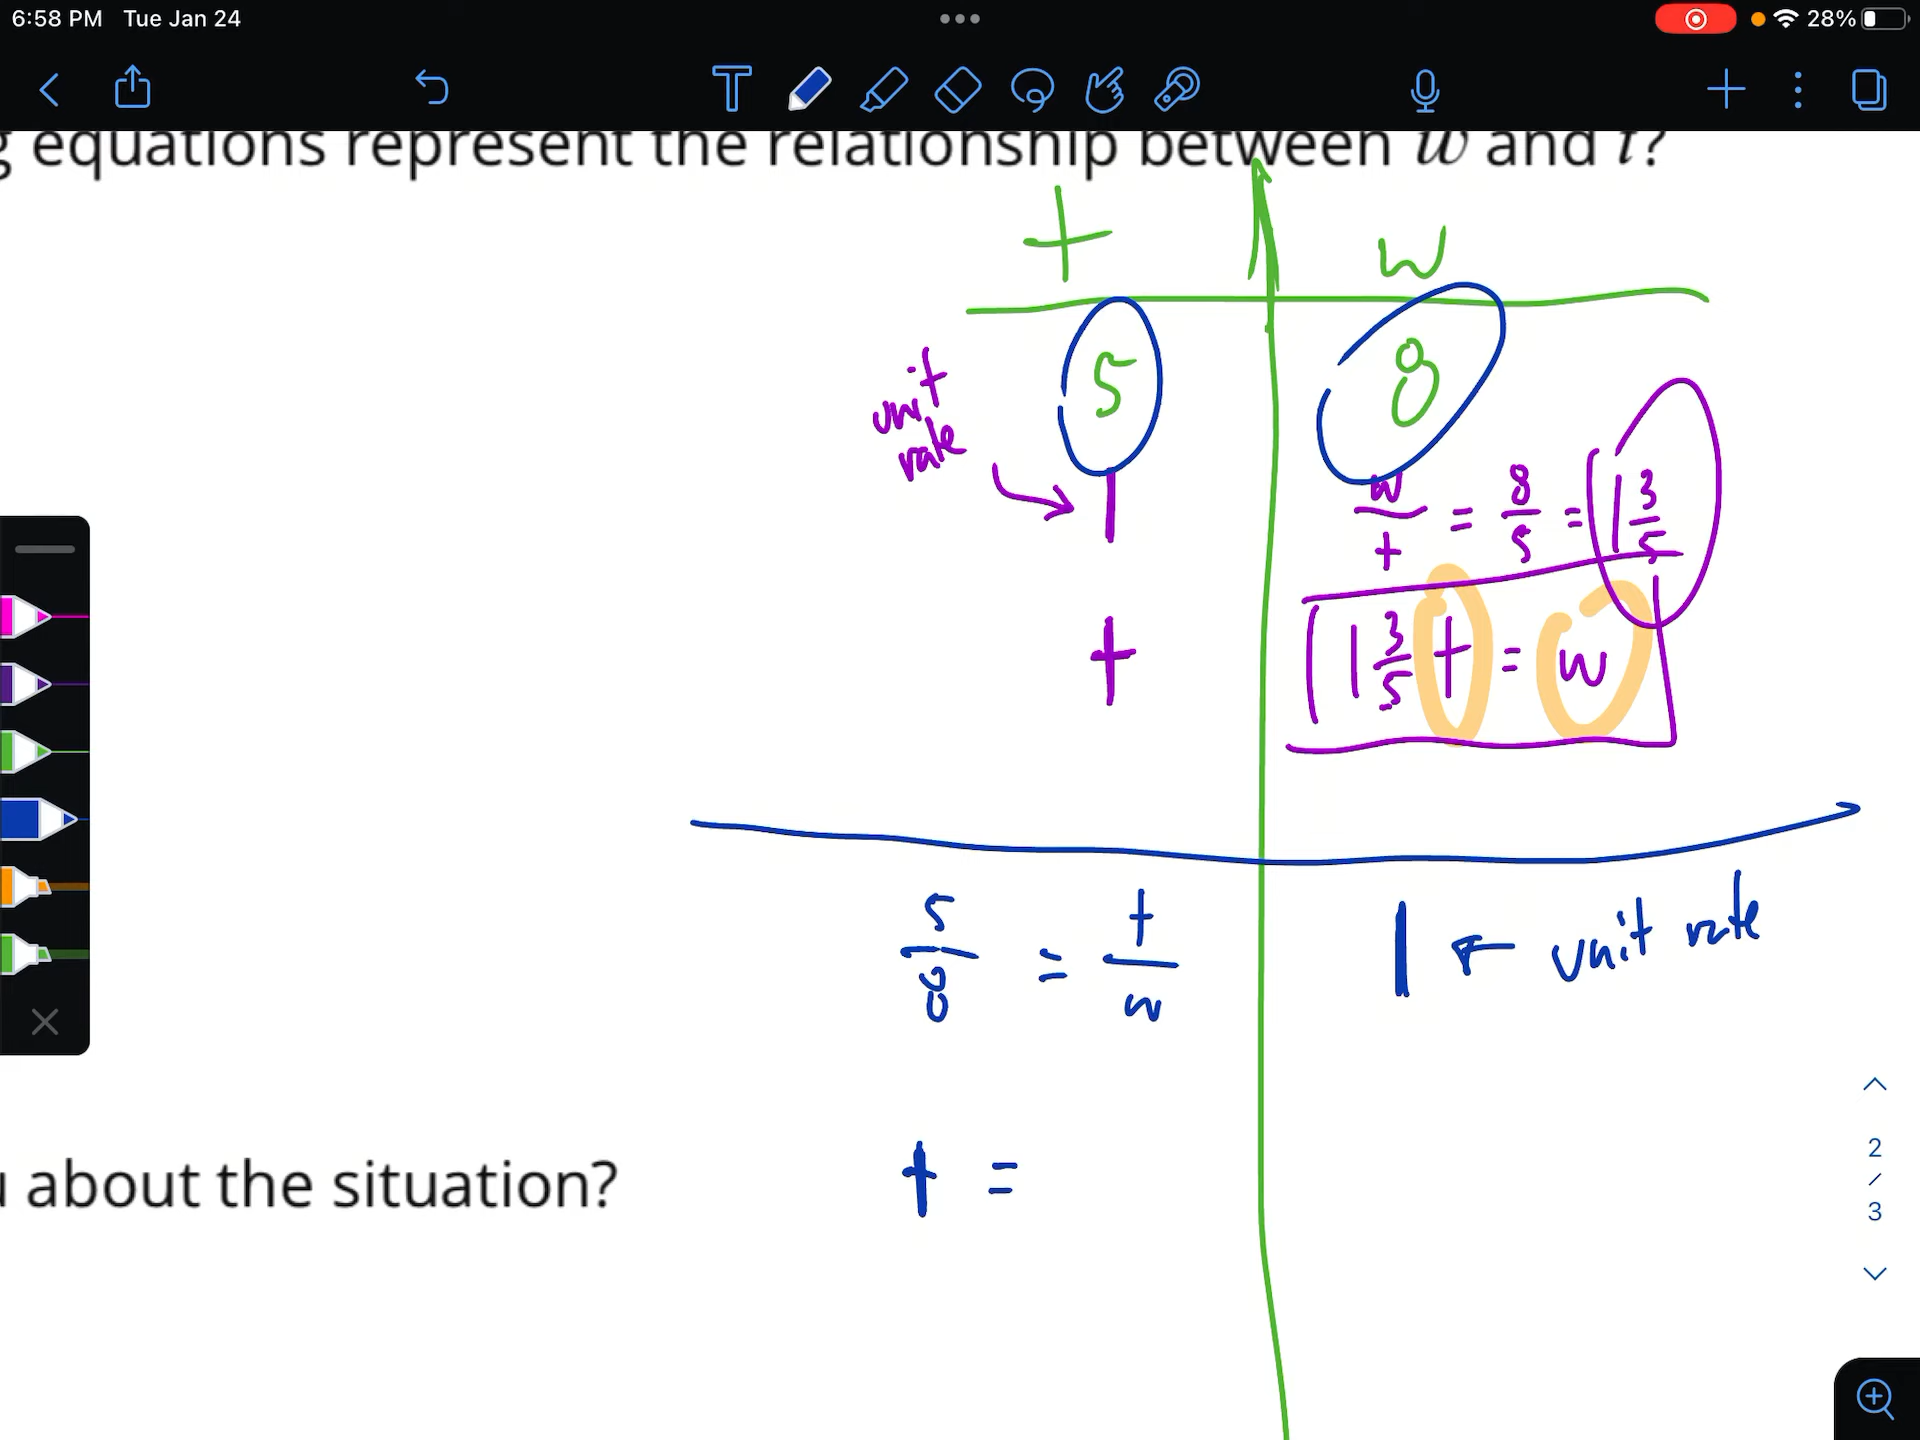 6:58 PM Tue Jan 24
28%
equations represent the relationship between w and t?
t w
5 8
unit rate
1 w/t = 8/5 = 1 3/5
t 1 3/5 t = w
5/8 = t/w 1 ← unit rate
about the situation?
t =
2
/
3